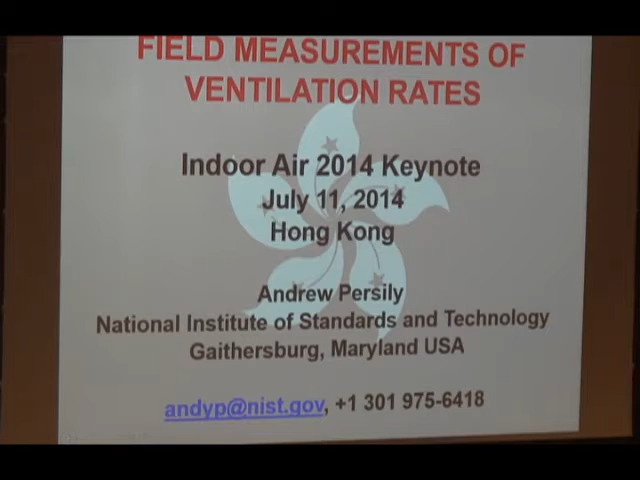 FIELD MEASUREMENTS OF
VENTILATION RATES
Indoor Air 2014 Keynote
July 11, 2014
Hong Kong
Andrew Persily
National Institute of Standards and Technology
Gaithersburg, Maryland USA
andyp@nist.gov, +1 301 975-6418